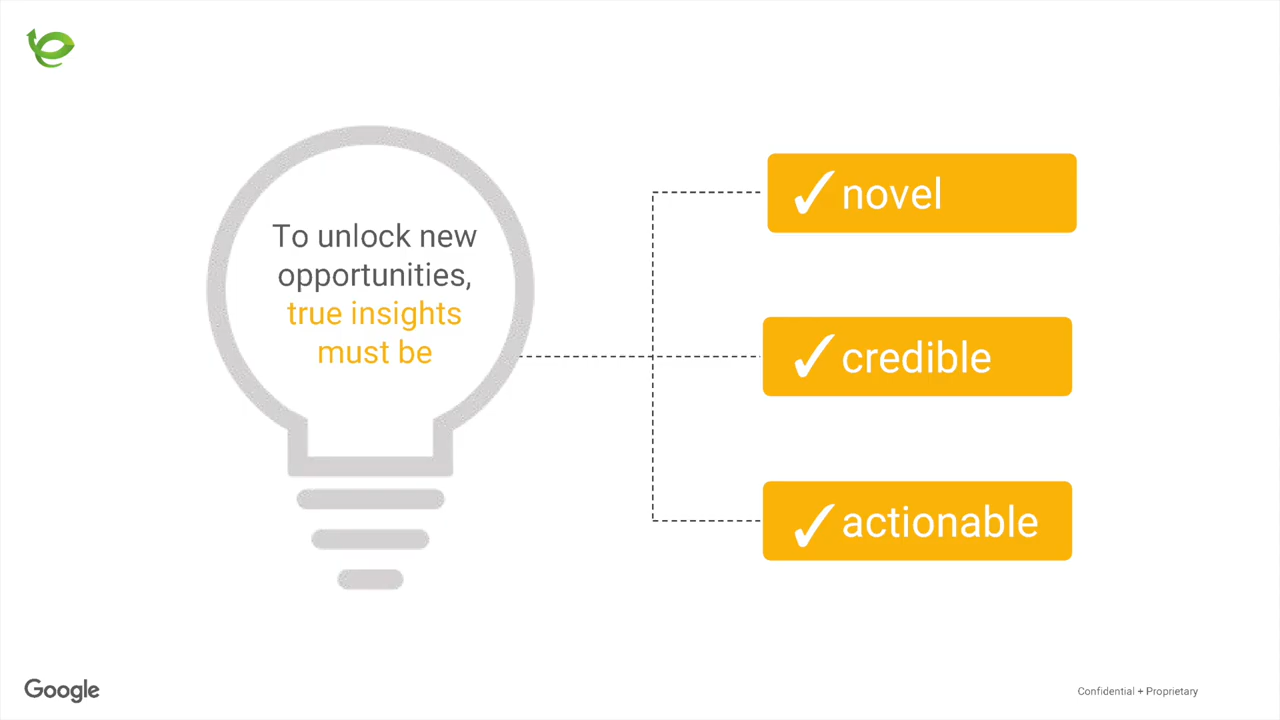 To unlock new
opportunities,
true insights
must be
✓novel
✓credible
✓actionable
Google
Confidential + Proprietary